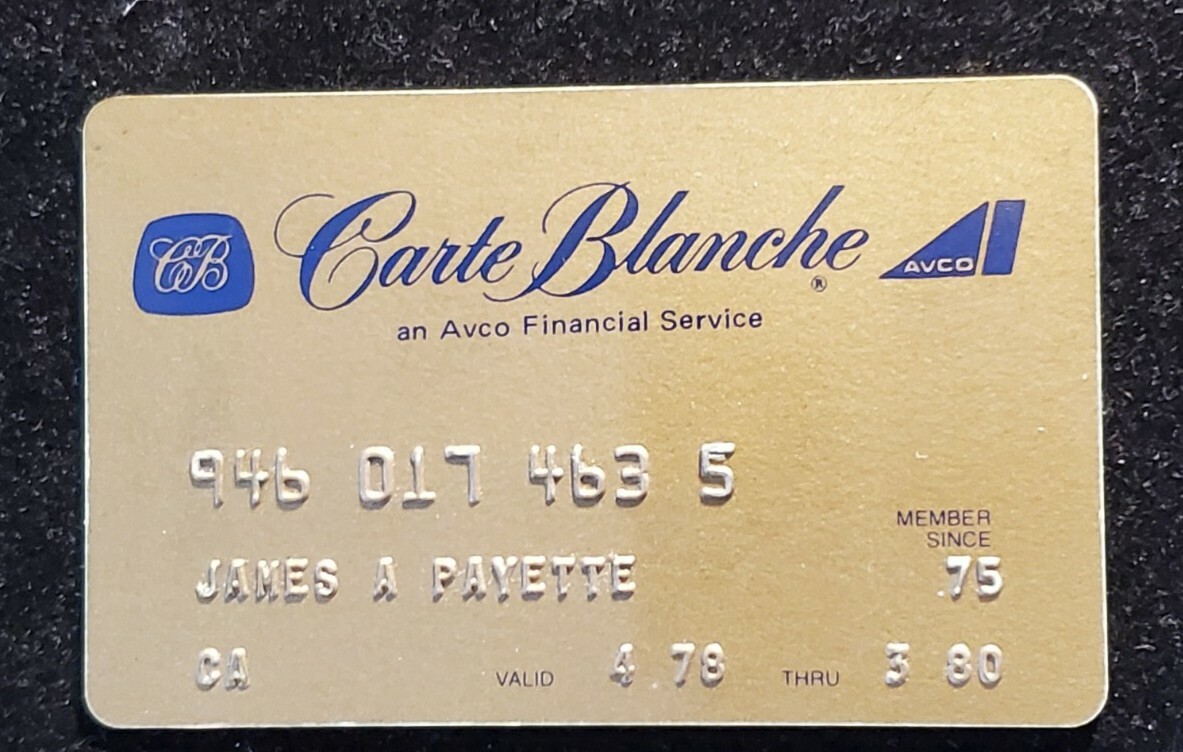 CB Carte Blanche® AVCO
an Avco Financial Service
946 017 463 5
MEMBER
SINCE
JAMES A PAYETTE 75
CA VALID 4 78 THRU 3 80